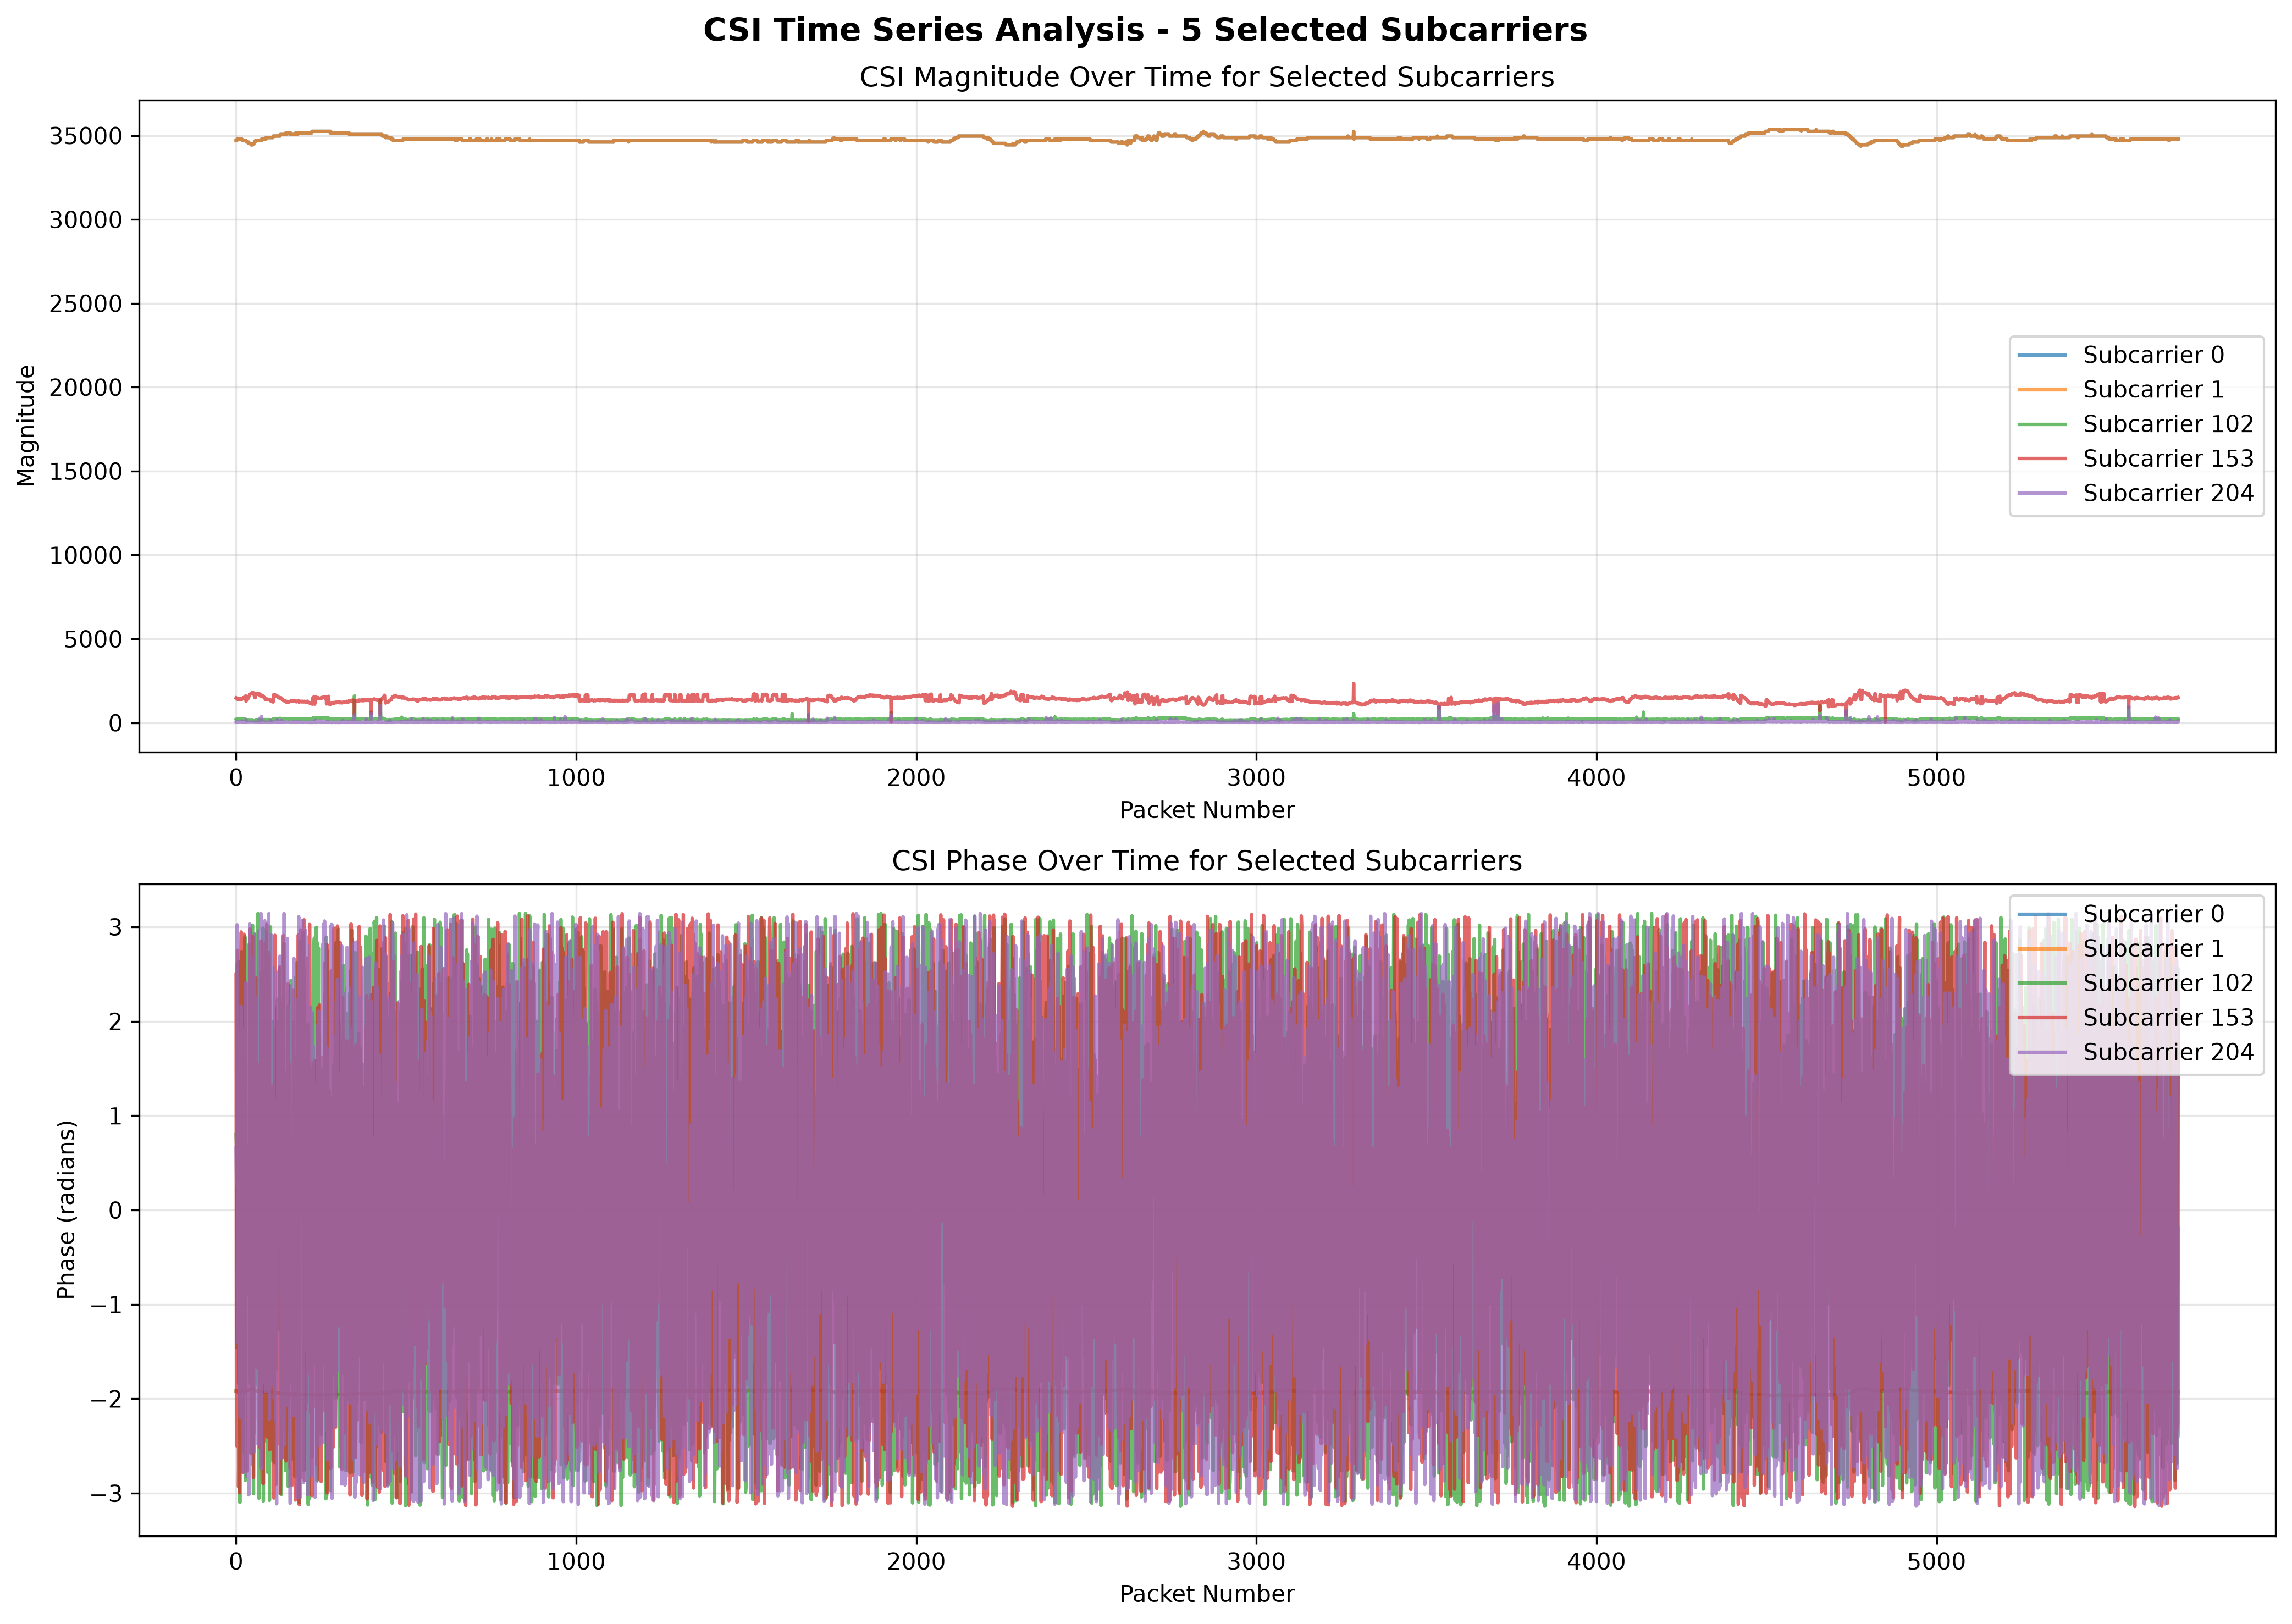 CSI Time Series Analysis - 5 Selected Subcarriers
CSI Magnitude Over Time for Selected Subcarriers
35000
30000
25000
20000
15000
10000
5000
0
Magnitude
Subcarrier 0
Subcarrier 1
Subcarrier 102
Subcarrier 153
Subcarrier 204
0 1000 2000 3000 4000 5000
Packet Number
CSI Phase Over Time for Selected Subcarriers
3
2
1
0
−1
−2
−3
Phase (radians)
Subcarrier 0
Subcarrier 1
Subcarrier 102
Subcarrier 153
Subcarrier 204
0 1000 2000 3000 4000 5000
Packet Number